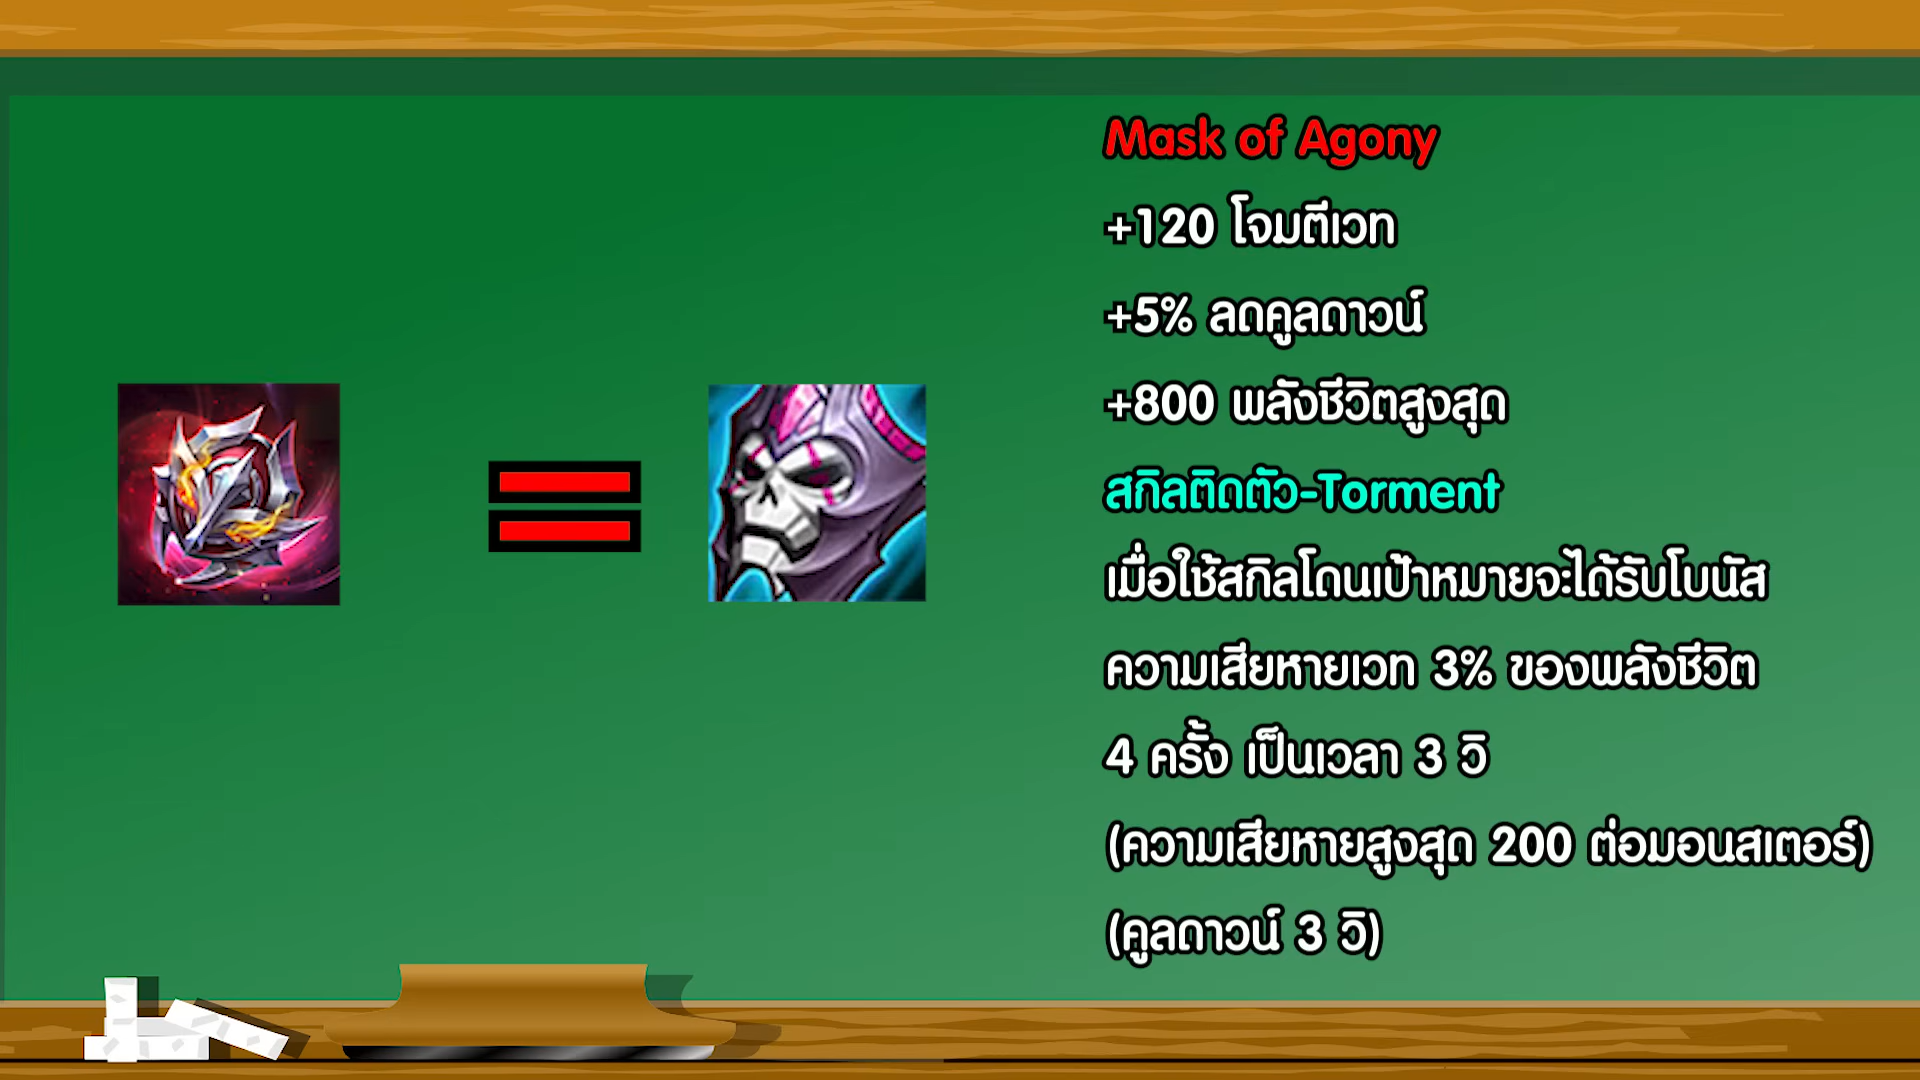 Mask of Agony
+120 โจมตีเวท
+5% ลดคูลดาวน์
+800 พลังชีวิตสูงสุด
สกิลติดตัว-Torment
เมื่อใช้สกิลโดนเป้าหมายจะได้รับโบนัส
ความเสียหายเวท 3% ของพลังชีวิต
4 ครั้ง เป็นเวลา 3 วิ
(ความเสียหายสูงสุด 200 ต่อมอนสเตอร์)
(คูลดาวน์ 3 วิ)